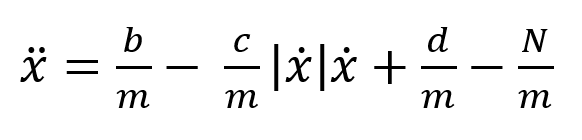 ẍ = b/m − c/m |ẋ|ẋ + d/m − N/m